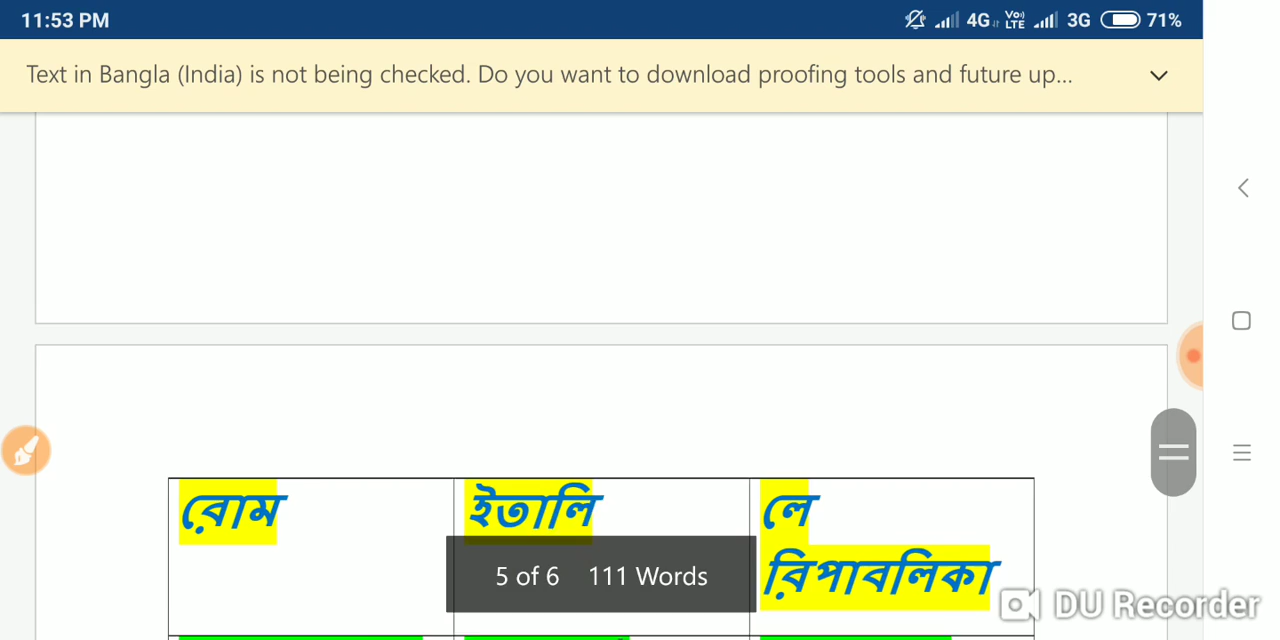 11:53 PM 4G VoLTE 3G 71%
Text in Bangla (India) is not being checked. Do you want to download proofing tools and future up...
রোম ইতালি লে
রিপাবলিকা
5 of 6 111 Words
DU Recorder